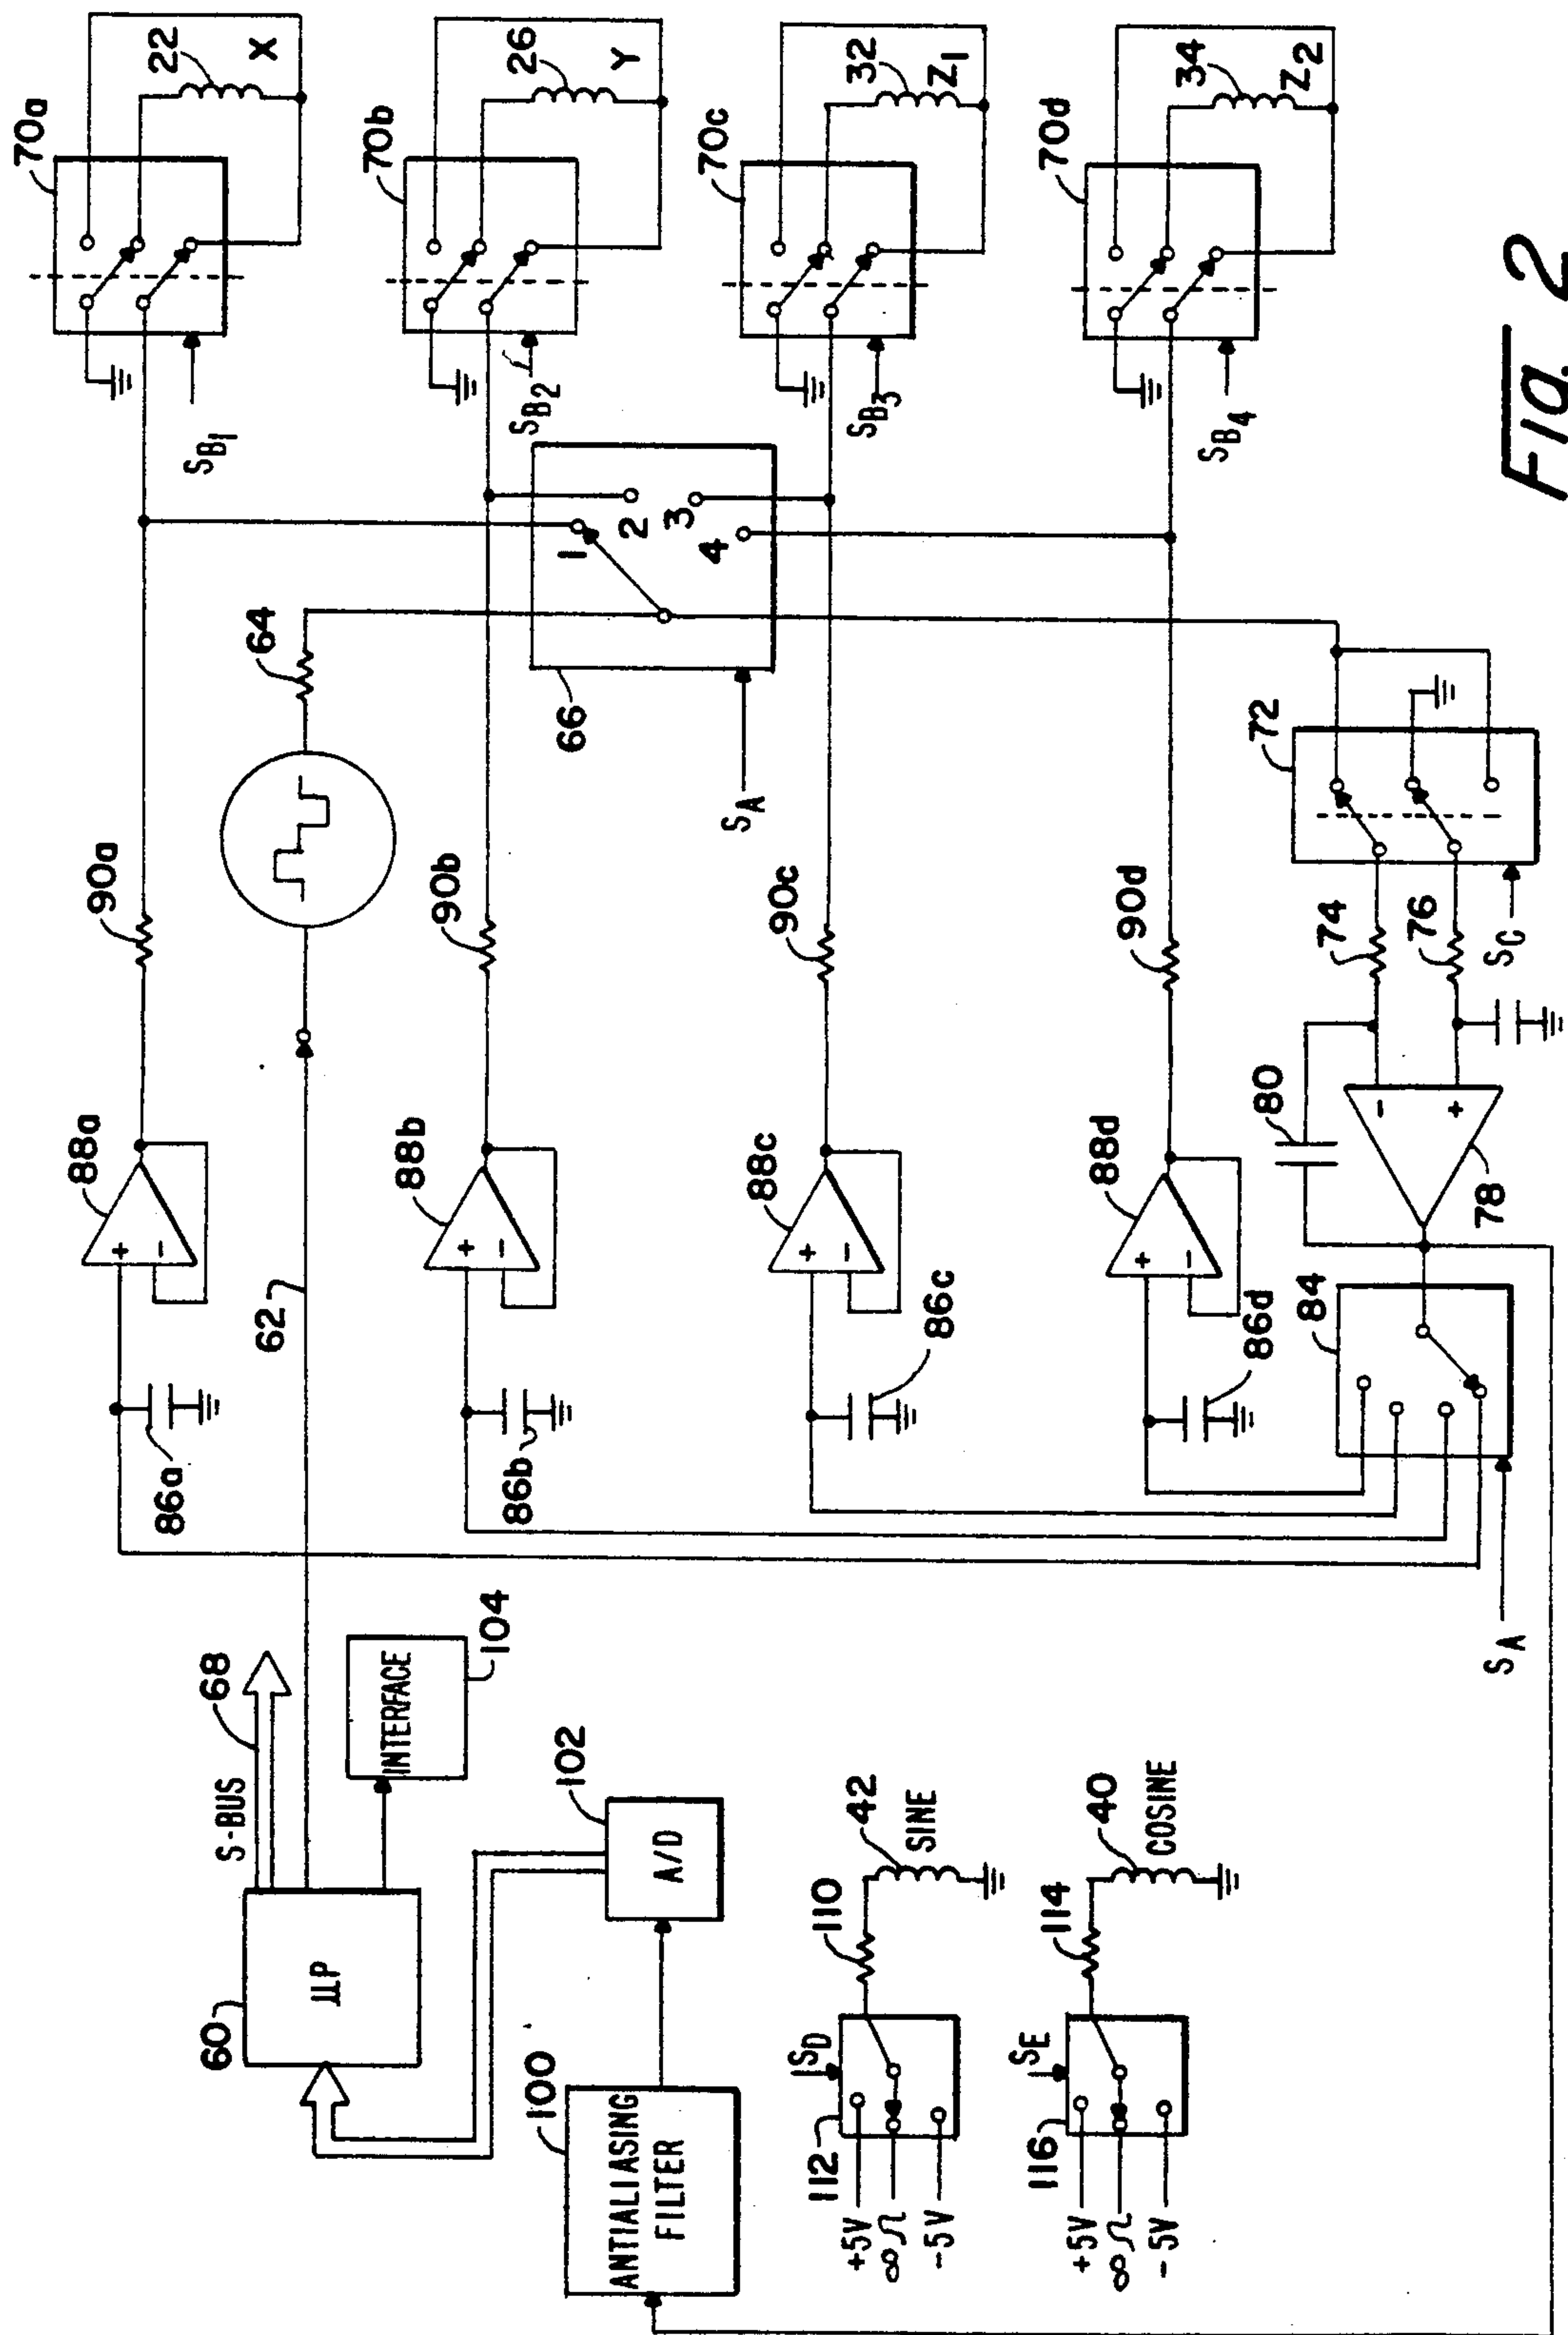 60
μP
S-BUS
68
62
INTERFACE
104
A/D
102
ANTIALIASING
FILTER
100
SD
112
+5V
∞Ω
-5V
110
42
SINE
SE
116
+5V
∞Ω
-5V
114
40
COSINE
86a
+
-
88a
90a
64
70a
SB1
22
X
86b
+
-
88b
90b
70b
SB2
26
Y
66
SA
1
2
3
4
86c
+
-
88c
90c
70c
SB3
32
Z1
86d
+
-
88d
90d
70d
SB4
34
Z2
84
SA
80
78
-
+
74
76
72
SC
Fig. 2